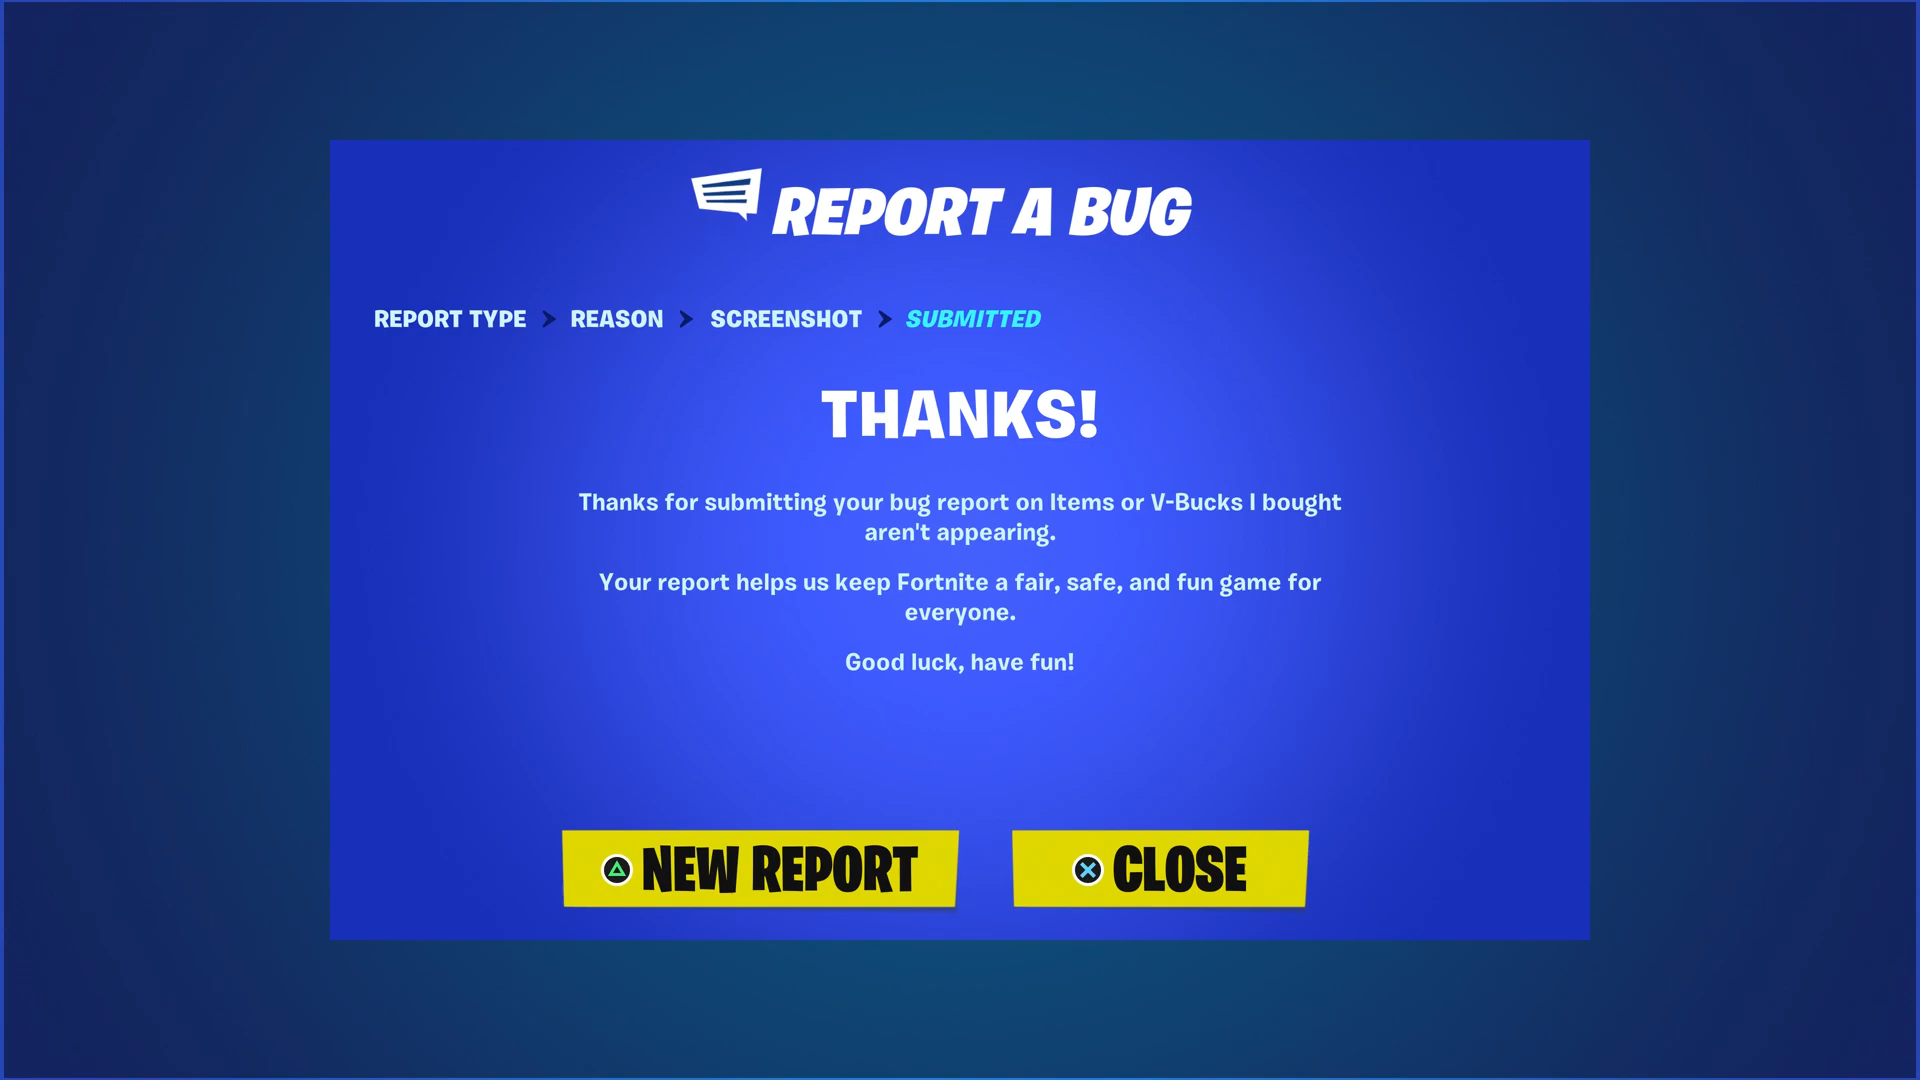 REPORT A BUG
REPORT TYPE > REASON > SCREENSHOT > SUBMITTED
THANKS!
Thanks for submitting your bug report on Items or V-Bucks I bought
aren't appearing.
Your report helps us keep Fortnite a fair, safe, and fun game for
everyone.
Good luck, have fun!
NEW REPORT
CLOSE